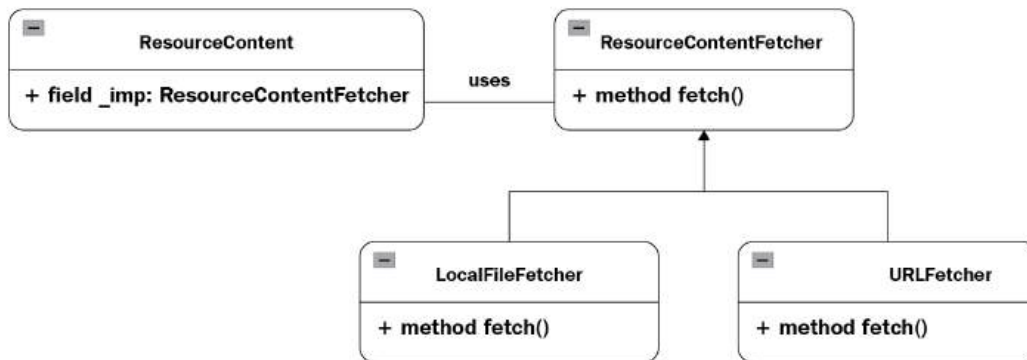 ResourceContent
+ field _imp: ResourceContentFetcher
uses
ResourceContentFetcher
+ method fetch()
LocalFileFetcher
+ method fetch()
URLFetcher
+ method fetch()